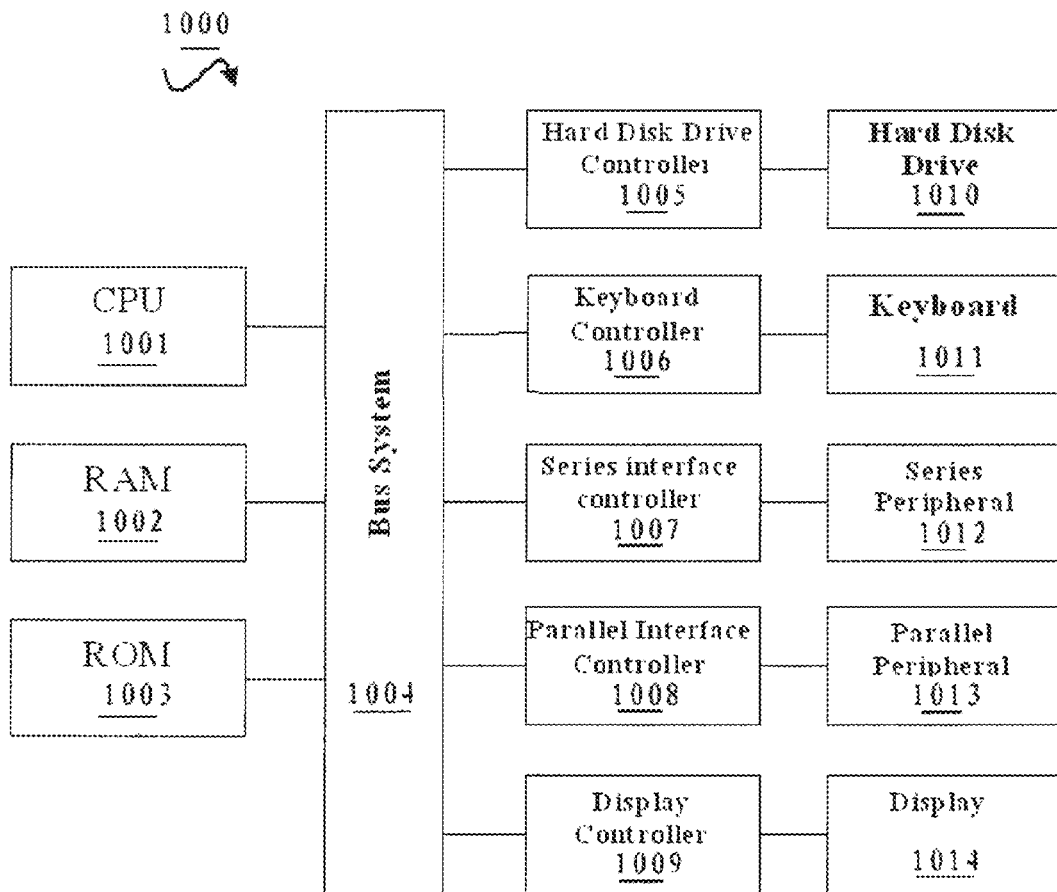 1000
Hard Disk Drive
Controller
1005
Hard Disk
Drive
1010
CPU
1001
Keyboard
Controller
1006
Keyboard
1011
Bus System
1004
RAM
1002
Series interface
controller
1007
Series
Peripheral
1012
ROM
1003
Parallel Interface
Controller
1008
Parallel
Peripheral
1013
Display
Controller
1009
Display
1014